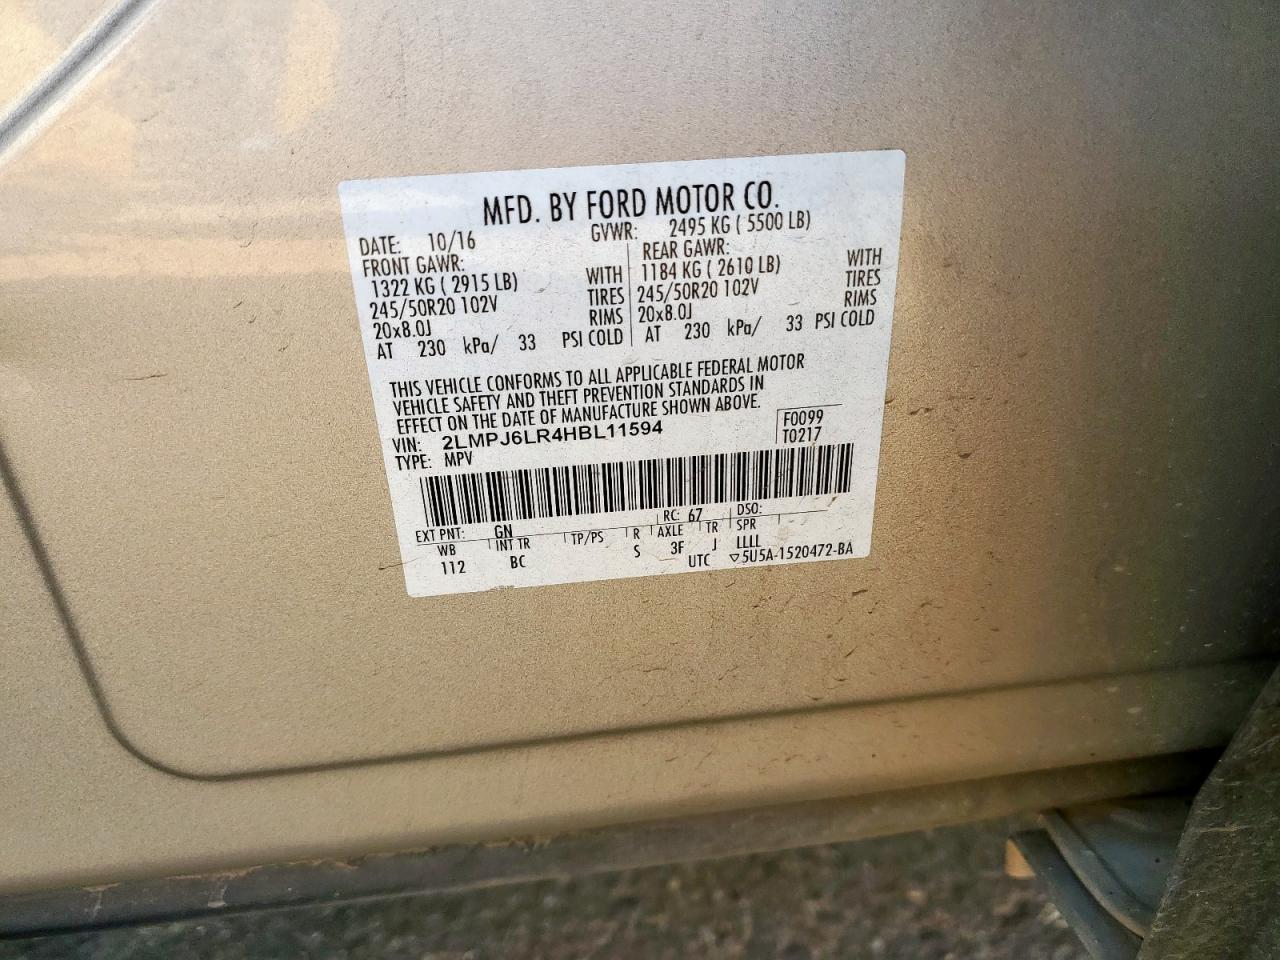 MFD. BY FORD MOTOR CO.
DATE: 10/16 GVWR: 2495 KG ( 5500 LB)
FRONT GAWR: REAR GAWR:
1322 KG ( 2915 LB) WITH 1184 KG ( 2610 LB) WITH
245/50R20 102V TIRES 245/50R20 102V TIRES
20x8.0J RIMS 20x8.0J RIMS
AT 230 kPa/ 33 PSI COLD AT 230 kPa/ 33 PSI COLD
THIS VEHICLE CONFORMS TO ALL APPLICABLE FEDERAL MOTOR
VEHICLE SAFETY AND THEFT PREVENTION STANDARDS IN
EFFECT ON THE DATE OF MANUFACTURE SHOWN ABOVE.
VIN: 2LMPJ6LR4HBL11594 F0099
TYPE: MPV T0217
EXT PNT: GN RC: 67 DSO:
WB INT TR TP/PS R AXLE TR SPR
112 BC S 3F J LLLL
UTC ▽5U5A-1520472-BA